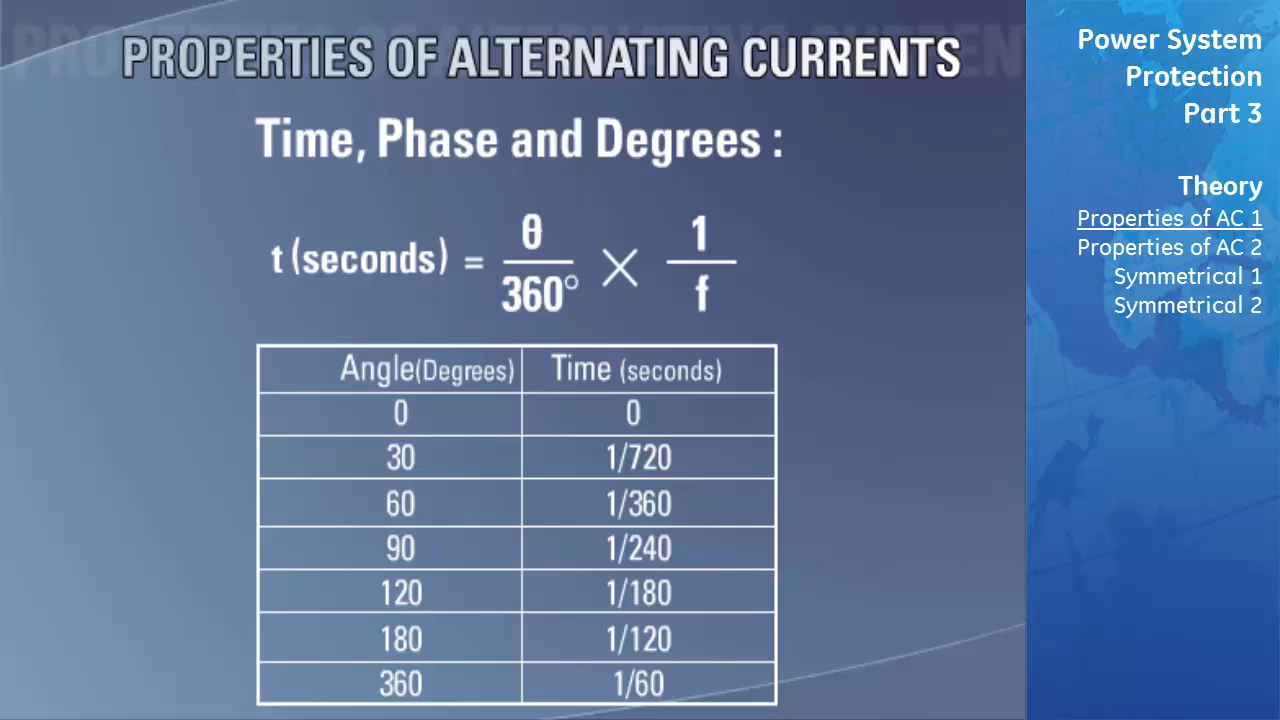 PROPERTIES OF ALTERNATING CURRENTS
Time, Phase and Degrees :
t (seconds) = θ/360° × 1/f
Angle(Degrees) Time (seconds)
0 0
30 1/720
60 1/360
90 1/240
120 1/180
180 1/120
360 1/60
Power System
Protection
Part 3
Theory
Properties of AC 1
Properties of AC 2
Symmetrical 1
Symmetrical 2